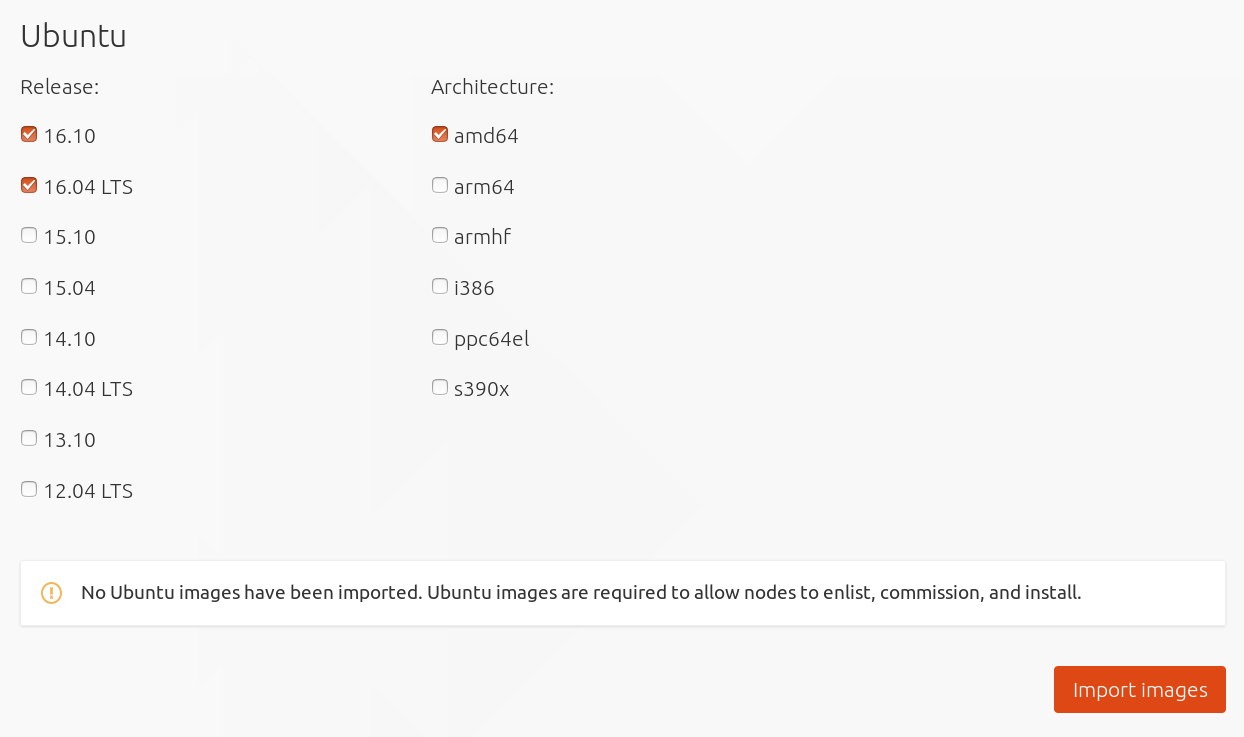 Ubuntu
Release:
16.10
16.04 LTS
15.10
15.04
14.10
14.04 LTS
13.10
12.04 LTS
Architecture:
amd64
arm64
armhf
i386
ppc64el
s390x
No Ubuntu images have been imported. Ubuntu images are required to allow nodes to enlist, commission, and install.
Import images